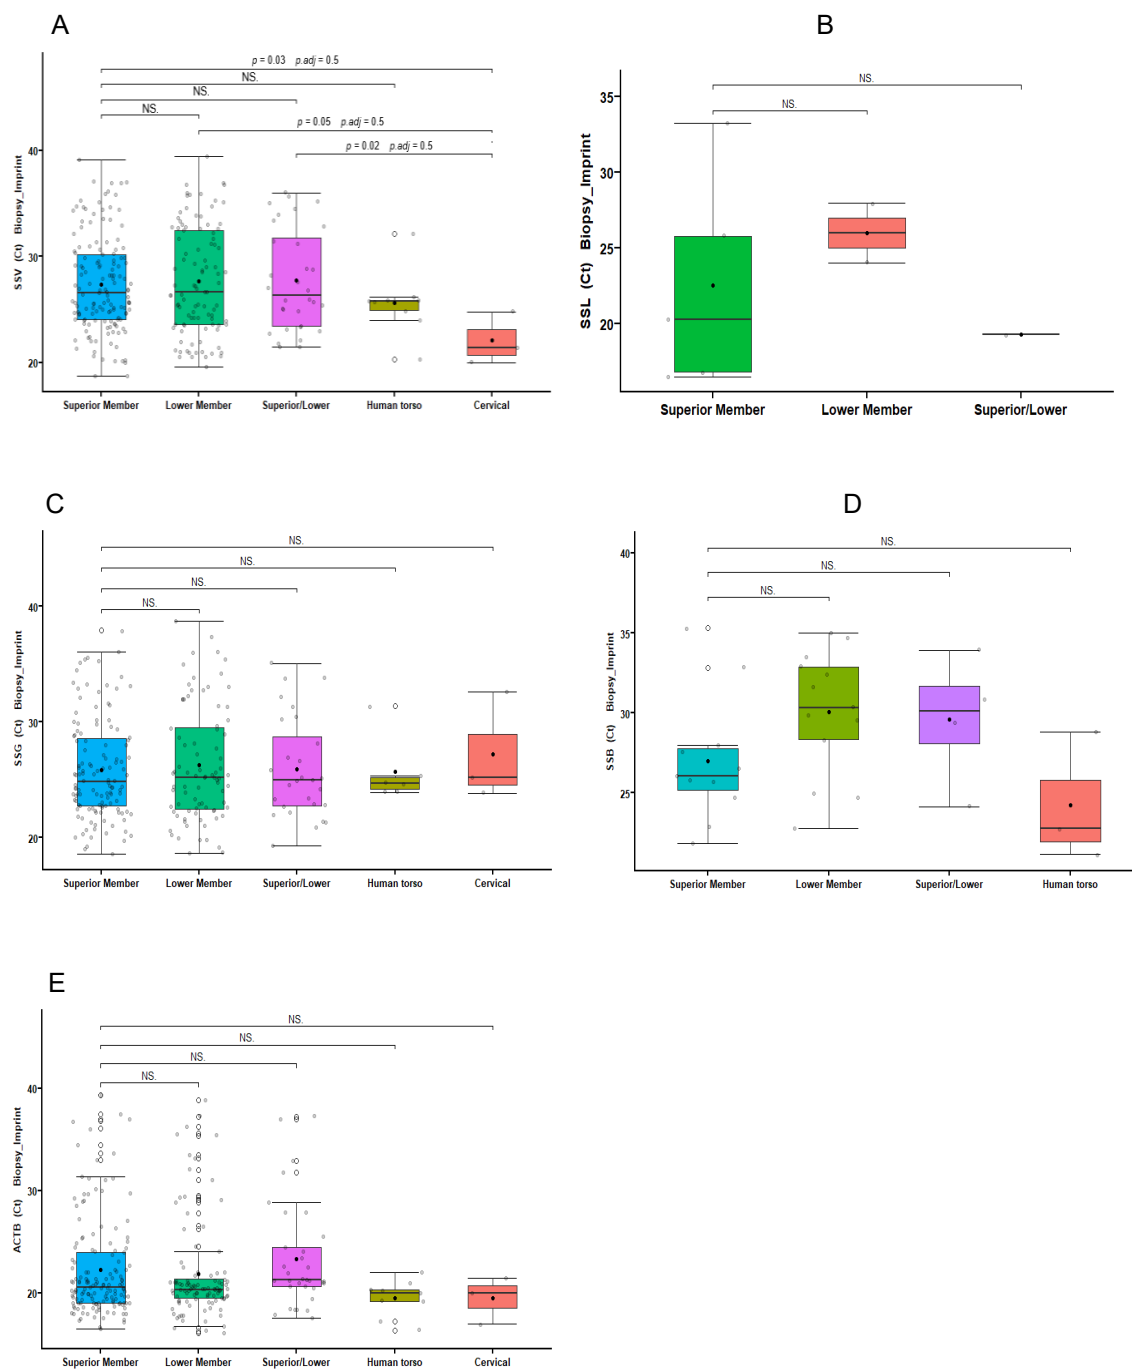 A
p = 0.03 p.adj = 0.5
NS.
NS.
NS.
p = 0.05 p.adj = 0.5
p = 0.02 p.adj = 0.5
40
30
20
SSV (Ct) Biopsy_Imprint
Superior Member Lower Member Superior/Lower Human torso Cervical
B
NS.
NS.
35
30
25
20
SSL (Ct) Biopsy_Imprint
Superior Member Lower Member Superior/Lower
C
NS.
NS.
NS.
NS.
40
30
20
SSG (Ct) Biopsy_Imprint
Superior Member Lower Member Superior/Lower Human torso Cervical
D
NS.
NS.
NS.
40
35
30
25
SSB (Ct) Biopsy_Imprint
Superior Member Lower Member Superior/Lower Human torso
E
NS.
NS.
NS.
NS.
40
30
20
ACTB (Ct) Biopsy_Imprint
Superior Member Lower Member Superior/Lower Human torso Cervical